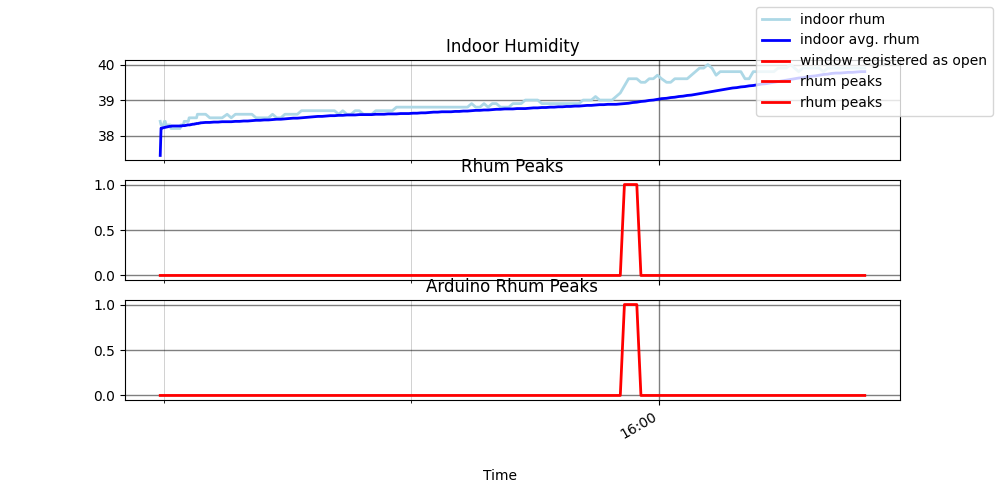 Indoor Humidity
indoor rhum
indoor avg. rhum
window registered as open
rhum peaks
rhum peaks
40
39
38
Rhum Peaks
1.0
0.5
0.0
Arduino Rhum Peaks
1.0
0.5
0.0
16:00
Time